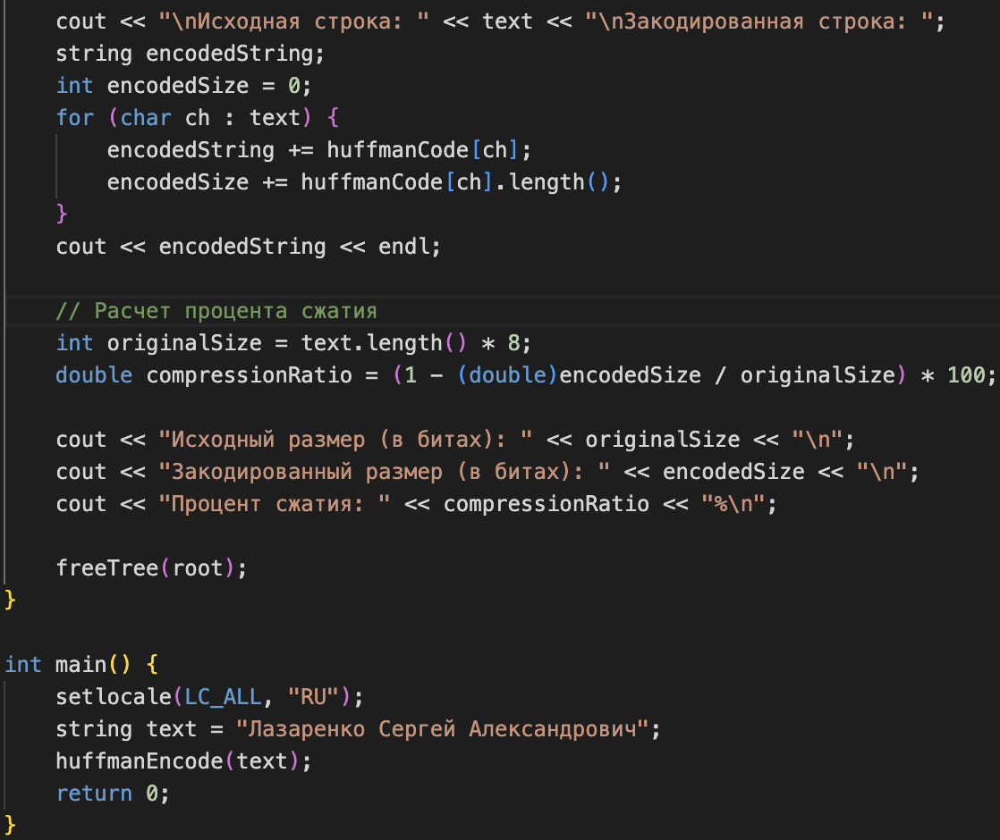 cout << "\nИсходная строка: " << text << "\nЗакодированная строка: ";
string encodedString;
int encodedSize = 0;
for (char ch : text) {
encodedString += huffmanCode[ch];
encodedSize += huffmanCode[ch].length();
}
cout << encodedString << endl;
// Расчет процента сжатия
int originalSize = text.length() * 8;
double compressionRatio = (1 - (double)encodedSize / originalSize) * 100;
cout << "Исходный размер (в битах): " << originalSize << "\n";
cout << "Закодированный размер (в битах): " << encodedSize << "\n";
cout << "Процент сжатия: " << compressionRatio << "%\n";
freeTree(root);
}
int main() {
setlocale(LC_ALL, "RU");
string text = "Лазаренко Сергей Александрович";
huffmanEncode(text);
return 0;
}